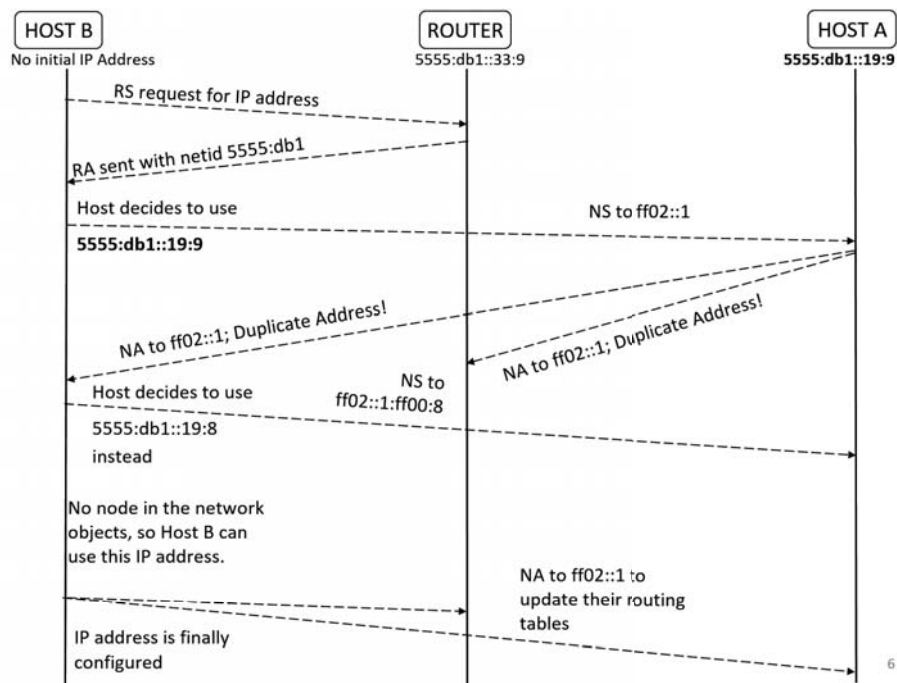 HOST B
ROUTER
HOST A
No initial IP Address
5555:db1::33:9
5555:db1::19:9
RS request for IP address
RA sent with netid 5555:db1
Host decides to use
NS to ff02::1
5555:db1::19:9
NA to ff02::1; Duplicate Address!
NA to ff02::1; Duplicate Address!
NS to
ff02::1:ff00:8
Host decides to use
5555:db1::19:8
instead
No node in the network
objects, so Host B can
use this IP address.
NA to ff02::1 to
update their routing
tables
IP address is finally
configured
6